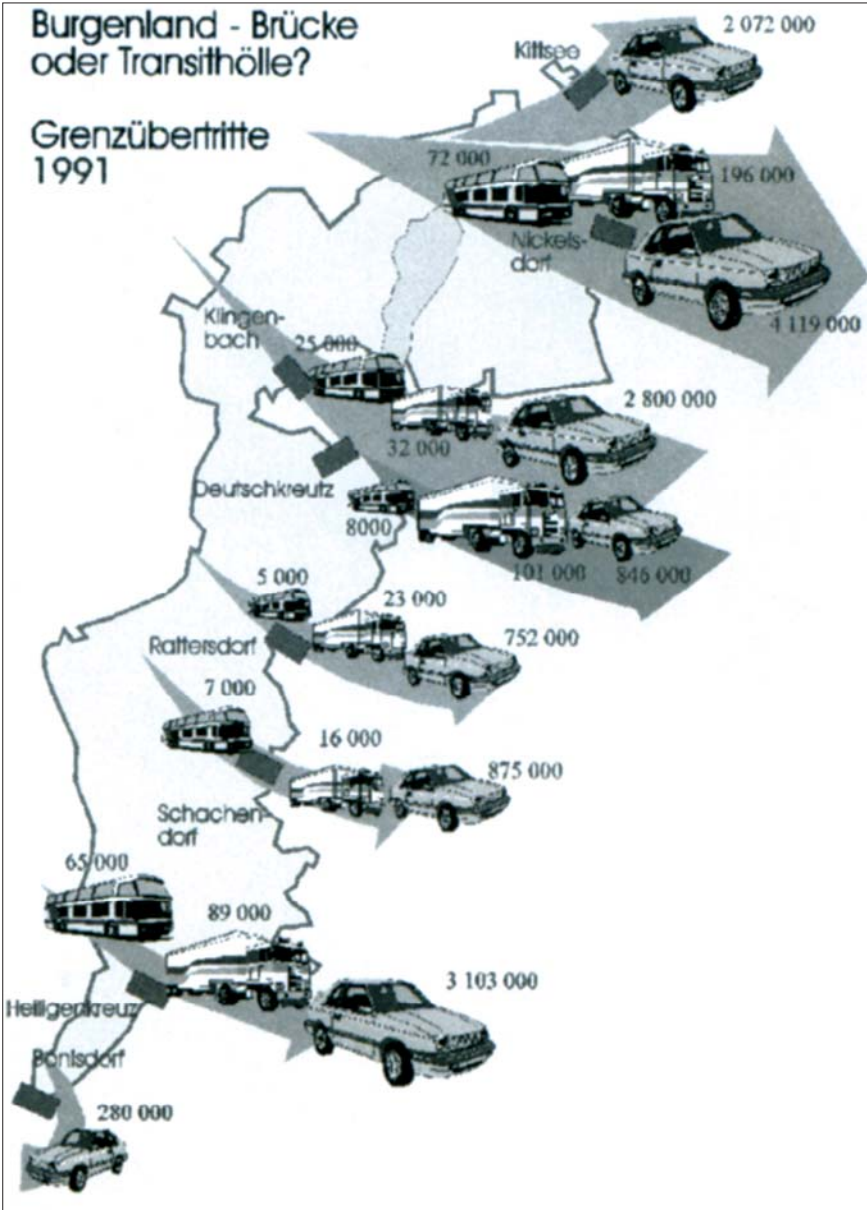 Burgenland - Brücke
oder Transithölle?
Grenzübertritte
1991
Kittsee
2 072 000
72 000
196 000
Nickels-
dorf
4 119 000
Klingen-
bach
25 000
32 000
2 800 000
Deutschkreutz
8000
101 000
846 000
5 000
23 000
752 000
Rattersdorf
7 000
16 000
875 000
Schachen-
dorf
65 000
89 000
3 103 000
Heiligenkreuz
Bonisdorf
280 000